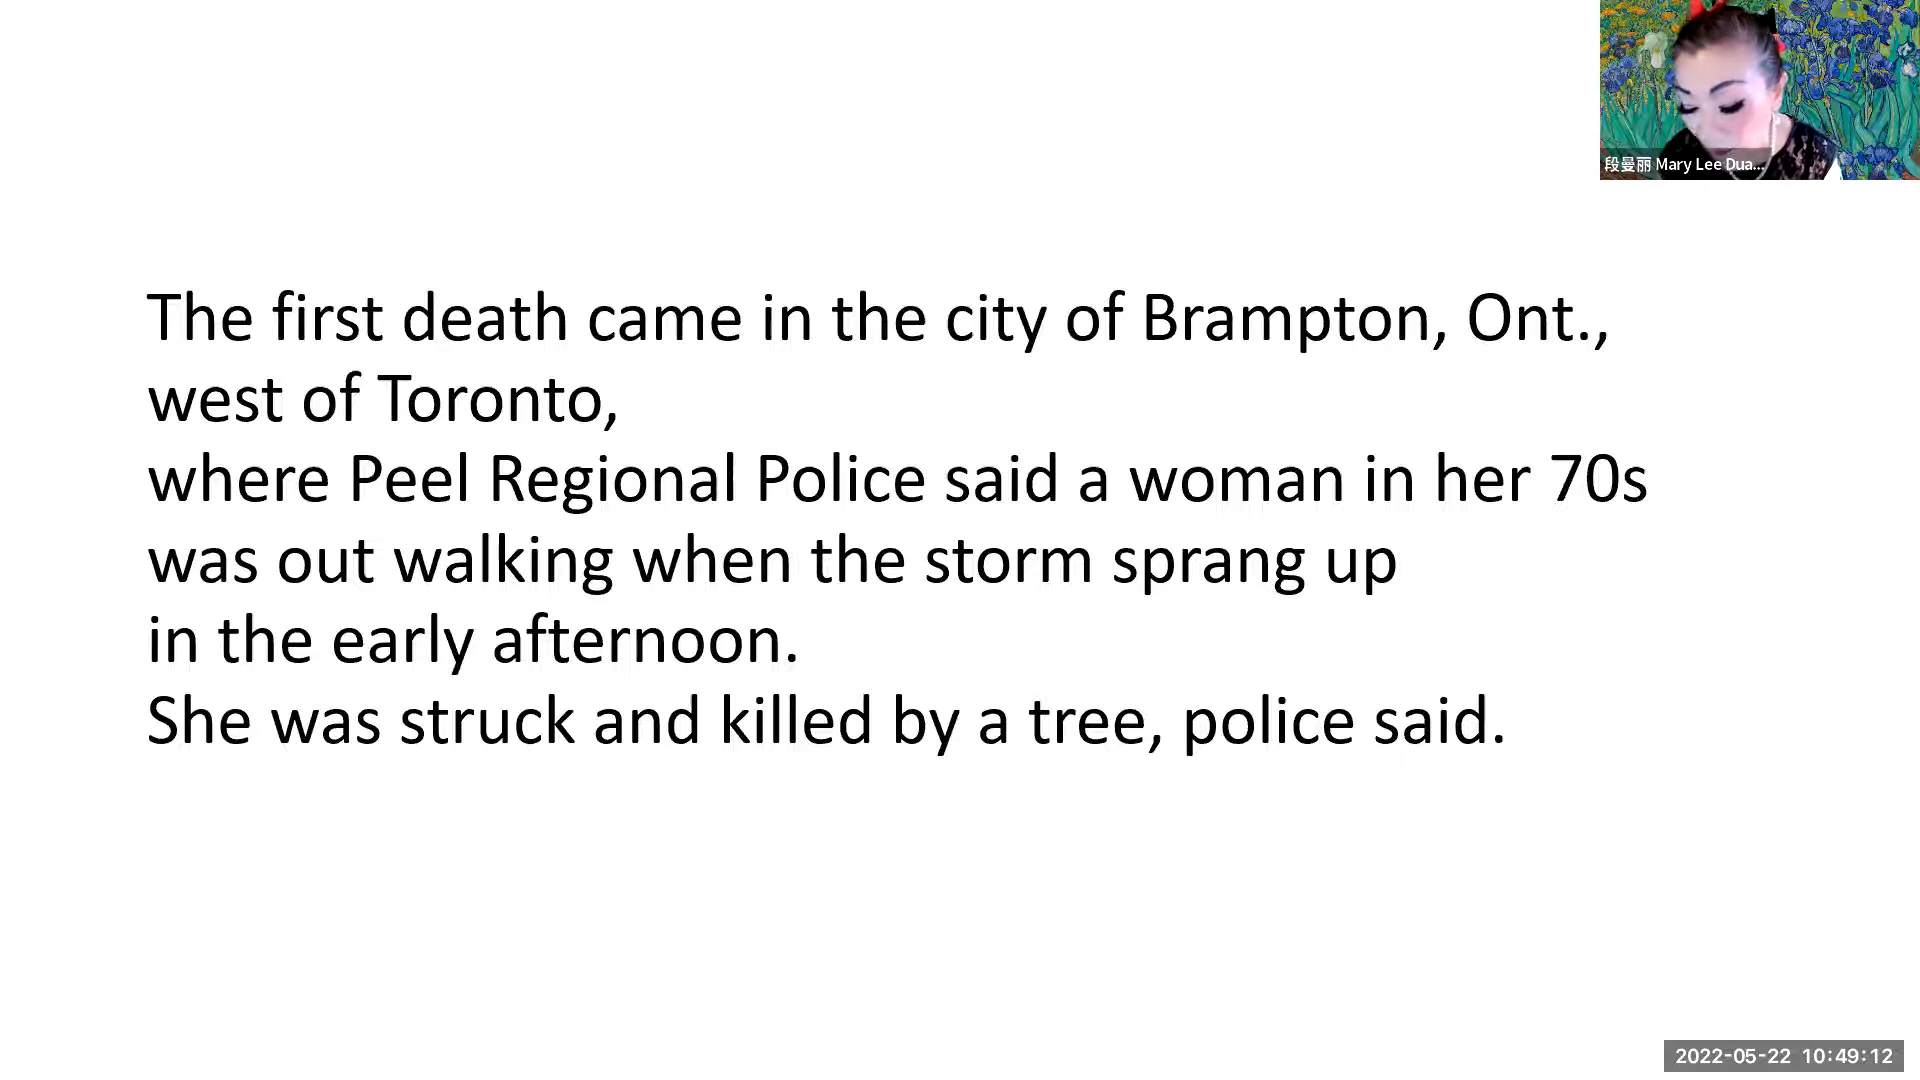 段曼丽 Mary Lee Dua...
The first death came in the city of Brampton, Ont.,
west of Toronto,
where Peel Regional Police said a woman in her 70s
was out walking when the storm sprang up
in the early afternoon.
She was struck and killed by a tree, police said.
2022-05-22 10:49:12